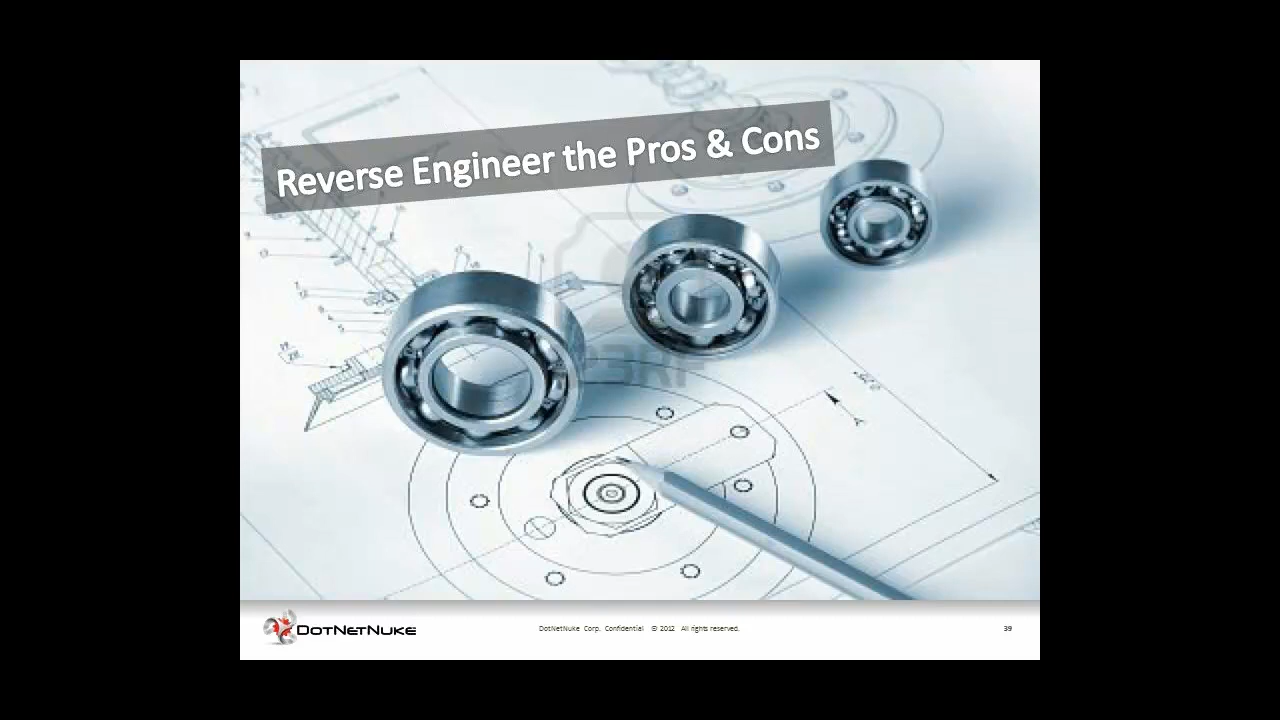 Reverse Engineer the Pros & Cons
DotNetNuke
DotNetNuke Corp. Confidential © 2012 All rights reserved.
39